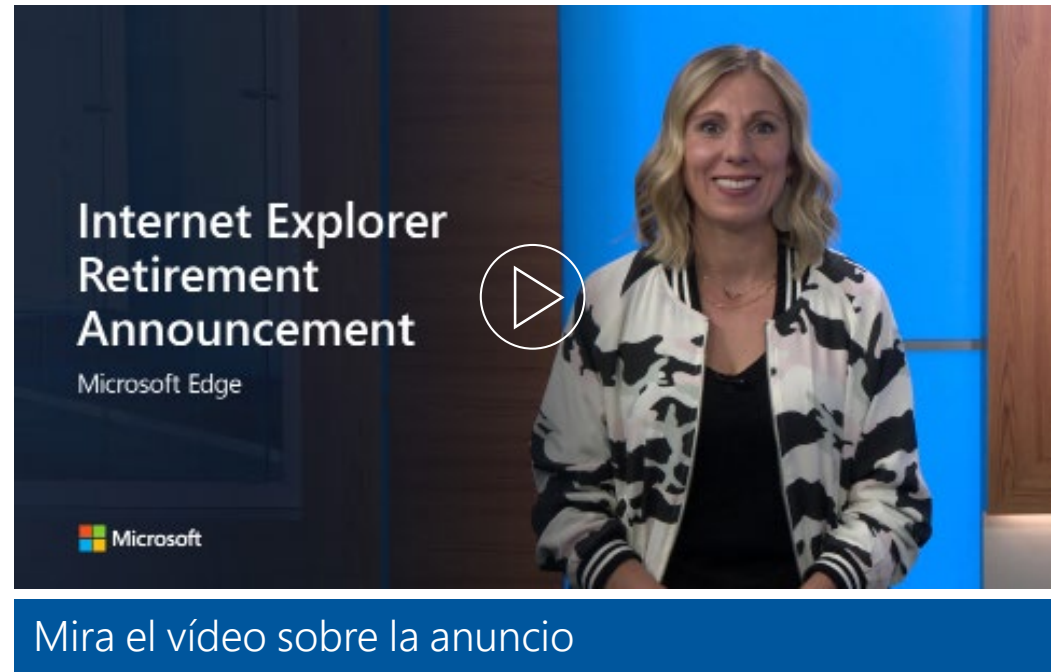 Internet Explorer
Retirement
Announcement
Microsoft Edge
Microsoft
Mira el vídeo sobre la anuncio